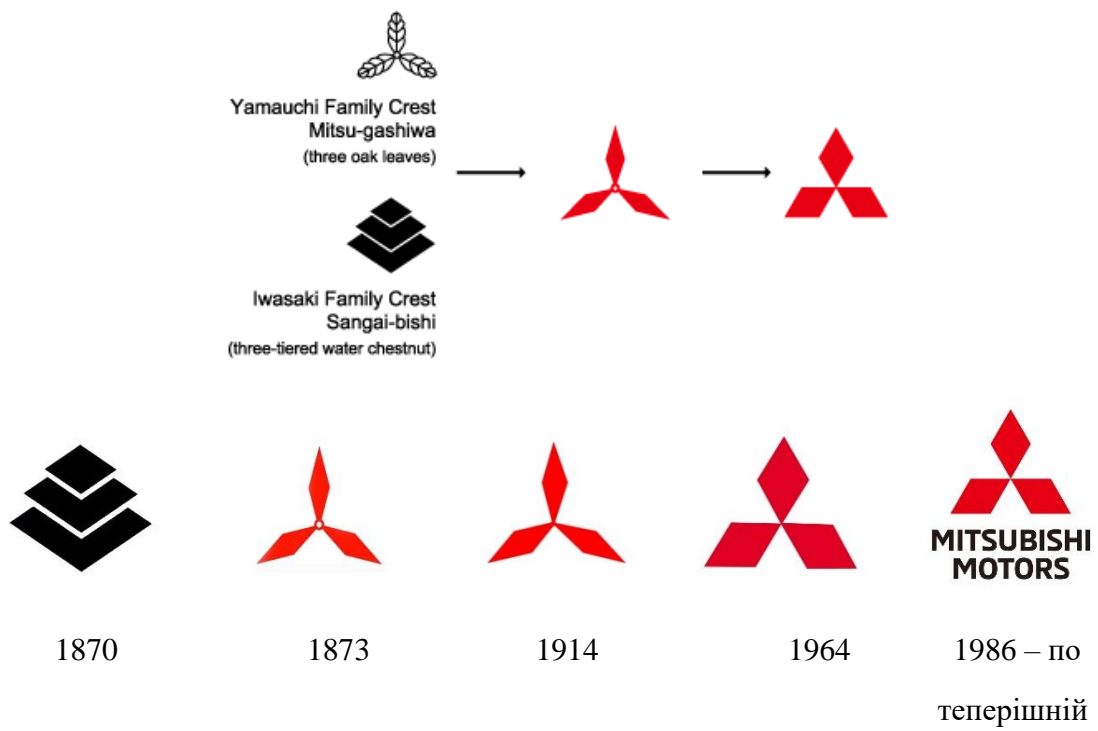 Yamauchi Family Crest
Mitsu-gashiwa
(three oak leaves)
Iwasaki Family Crest
Sangai-bishi
(three-tiered water chestnut)
MITSUBISHI
MOTORS
1870
1873
1914
1964
1986 – по
теперішній